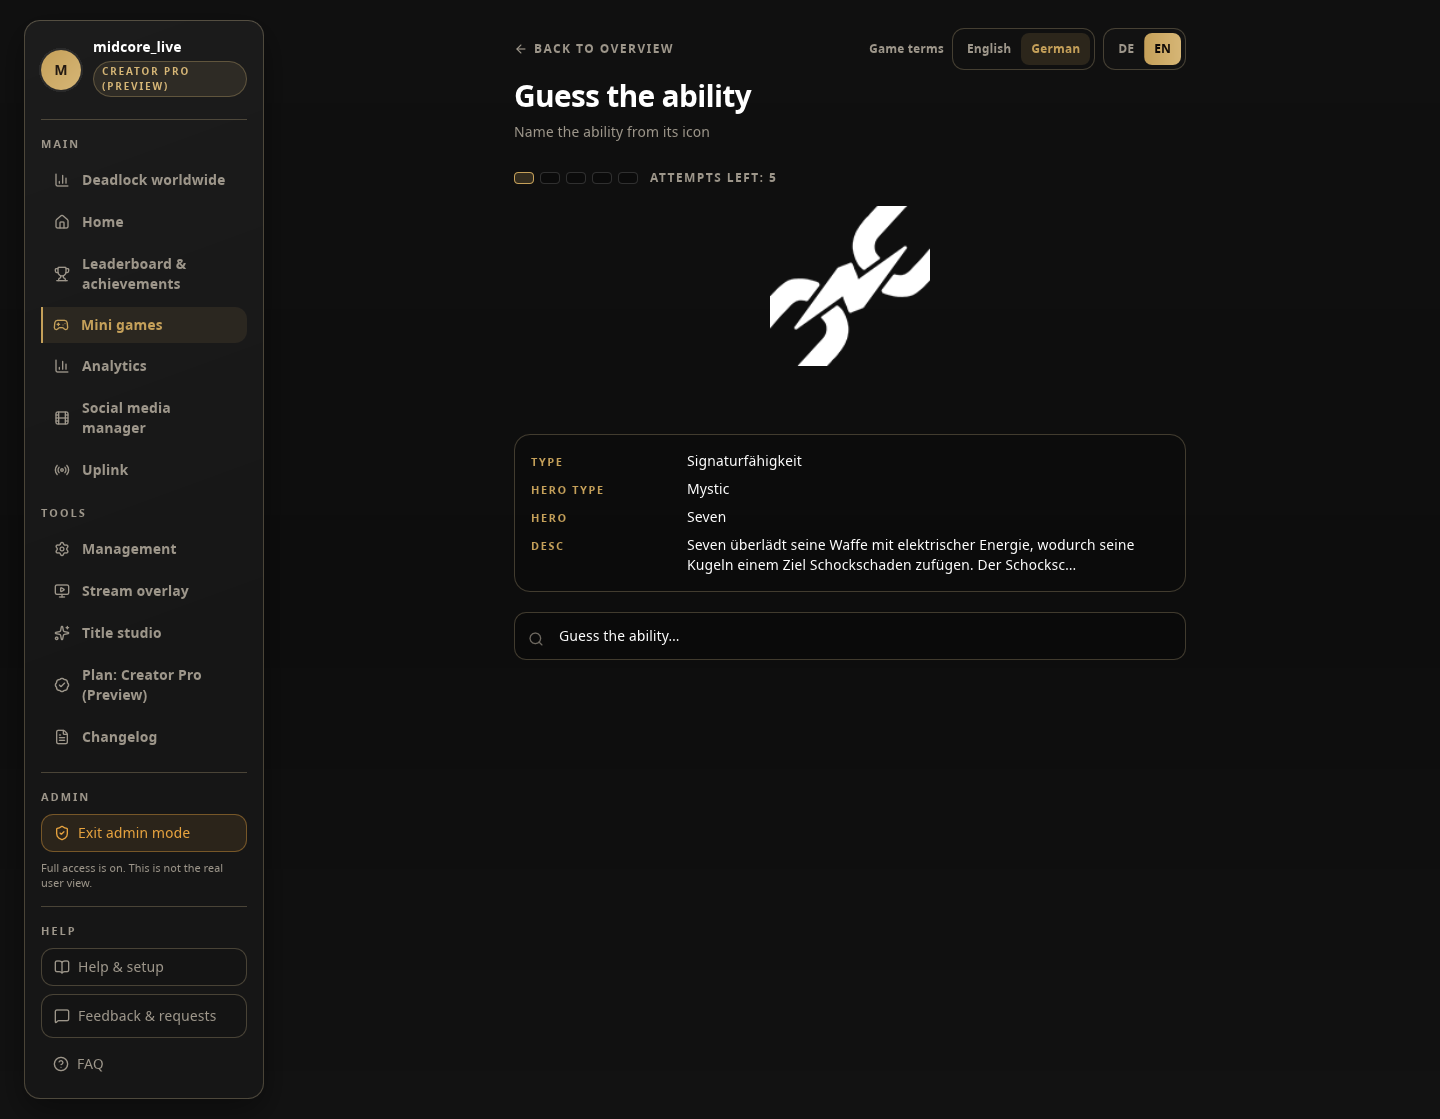 M
midcore_live
CREATOR PRO
(PREVIEW)
MAIN
Deadlock worldwide
Home
Leaderboard &
achievements
Mini games
Analytics
Social media
manager
Uplink
TOOLS
Management
Stream overlay
Title studio
Plan: Creator Pro
(Preview)
Changelog
ADMIN
Exit admin mode
Full access is on. This is not the real
user view.
HELP
Help & setup
Feedback & requests
FAQ
BACK TO OVERVIEW
Game terms English German DE EN
Guess the ability
Name the ability from its icon
ATTEMPTS LEFT: 5
TYPE Signaturfähigkeit
HERO TYPE Mystic
HERO Seven
DESC Seven überlädt seine Waffe mit elektrischer Energie, wodurch seine
Kugeln einem Ziel Schockschaden zufügen. Der Schocksc...
Guess the ability...